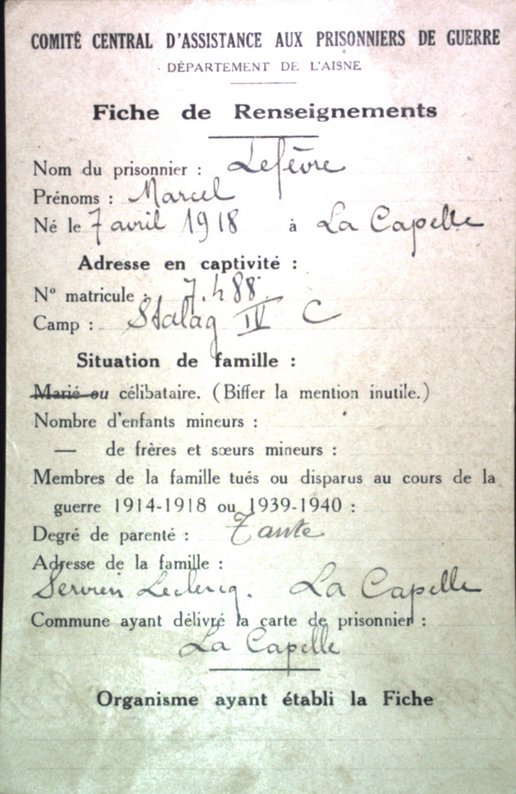 COMITÉ CENTRAL D'ASSISTANCE AUX PRISONNIERS DE GUERRE
DÉPARTEMENT DE L'AISNE
Fiche de Renseignements
Nom du prisonnier : Lefèvre
Prénoms : Marcel
Né le 7 avril 1918 à La Capelle
Adresse en captivité :
N° matricule : 7.488
Camp : Stalag IV C
Situation de famille :
Marié ou célibataire. (Biffer la mention inutile.)
Nombre d'enfants mineurs :
— de frères et sœurs mineurs :
Membres de la famille tués ou disparus au cours de la
guerre 1914-1918 ou 1939-1940 :
Degré de parenté : Tante
Adresse de la famille :
Servien Leclercq. La Capelle
Commune ayant délivré la carte de prisonnier :
La Capelle
Organisme ayant établi la Fiche